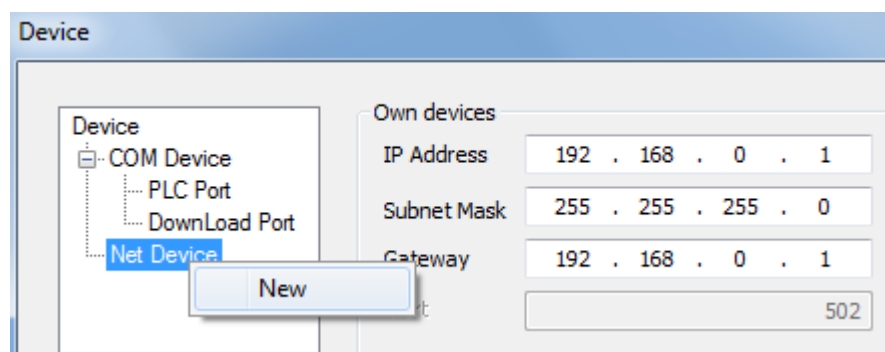 Device
Device
COM Device
PLC Port
DownLoad Port
Net Device
New
Own devices
IP Address 192 . 168 . 0 . 1
Subnet Mask 255 . 255 . 255 . 0
Gateway 192 . 168 . 0 . 1
502